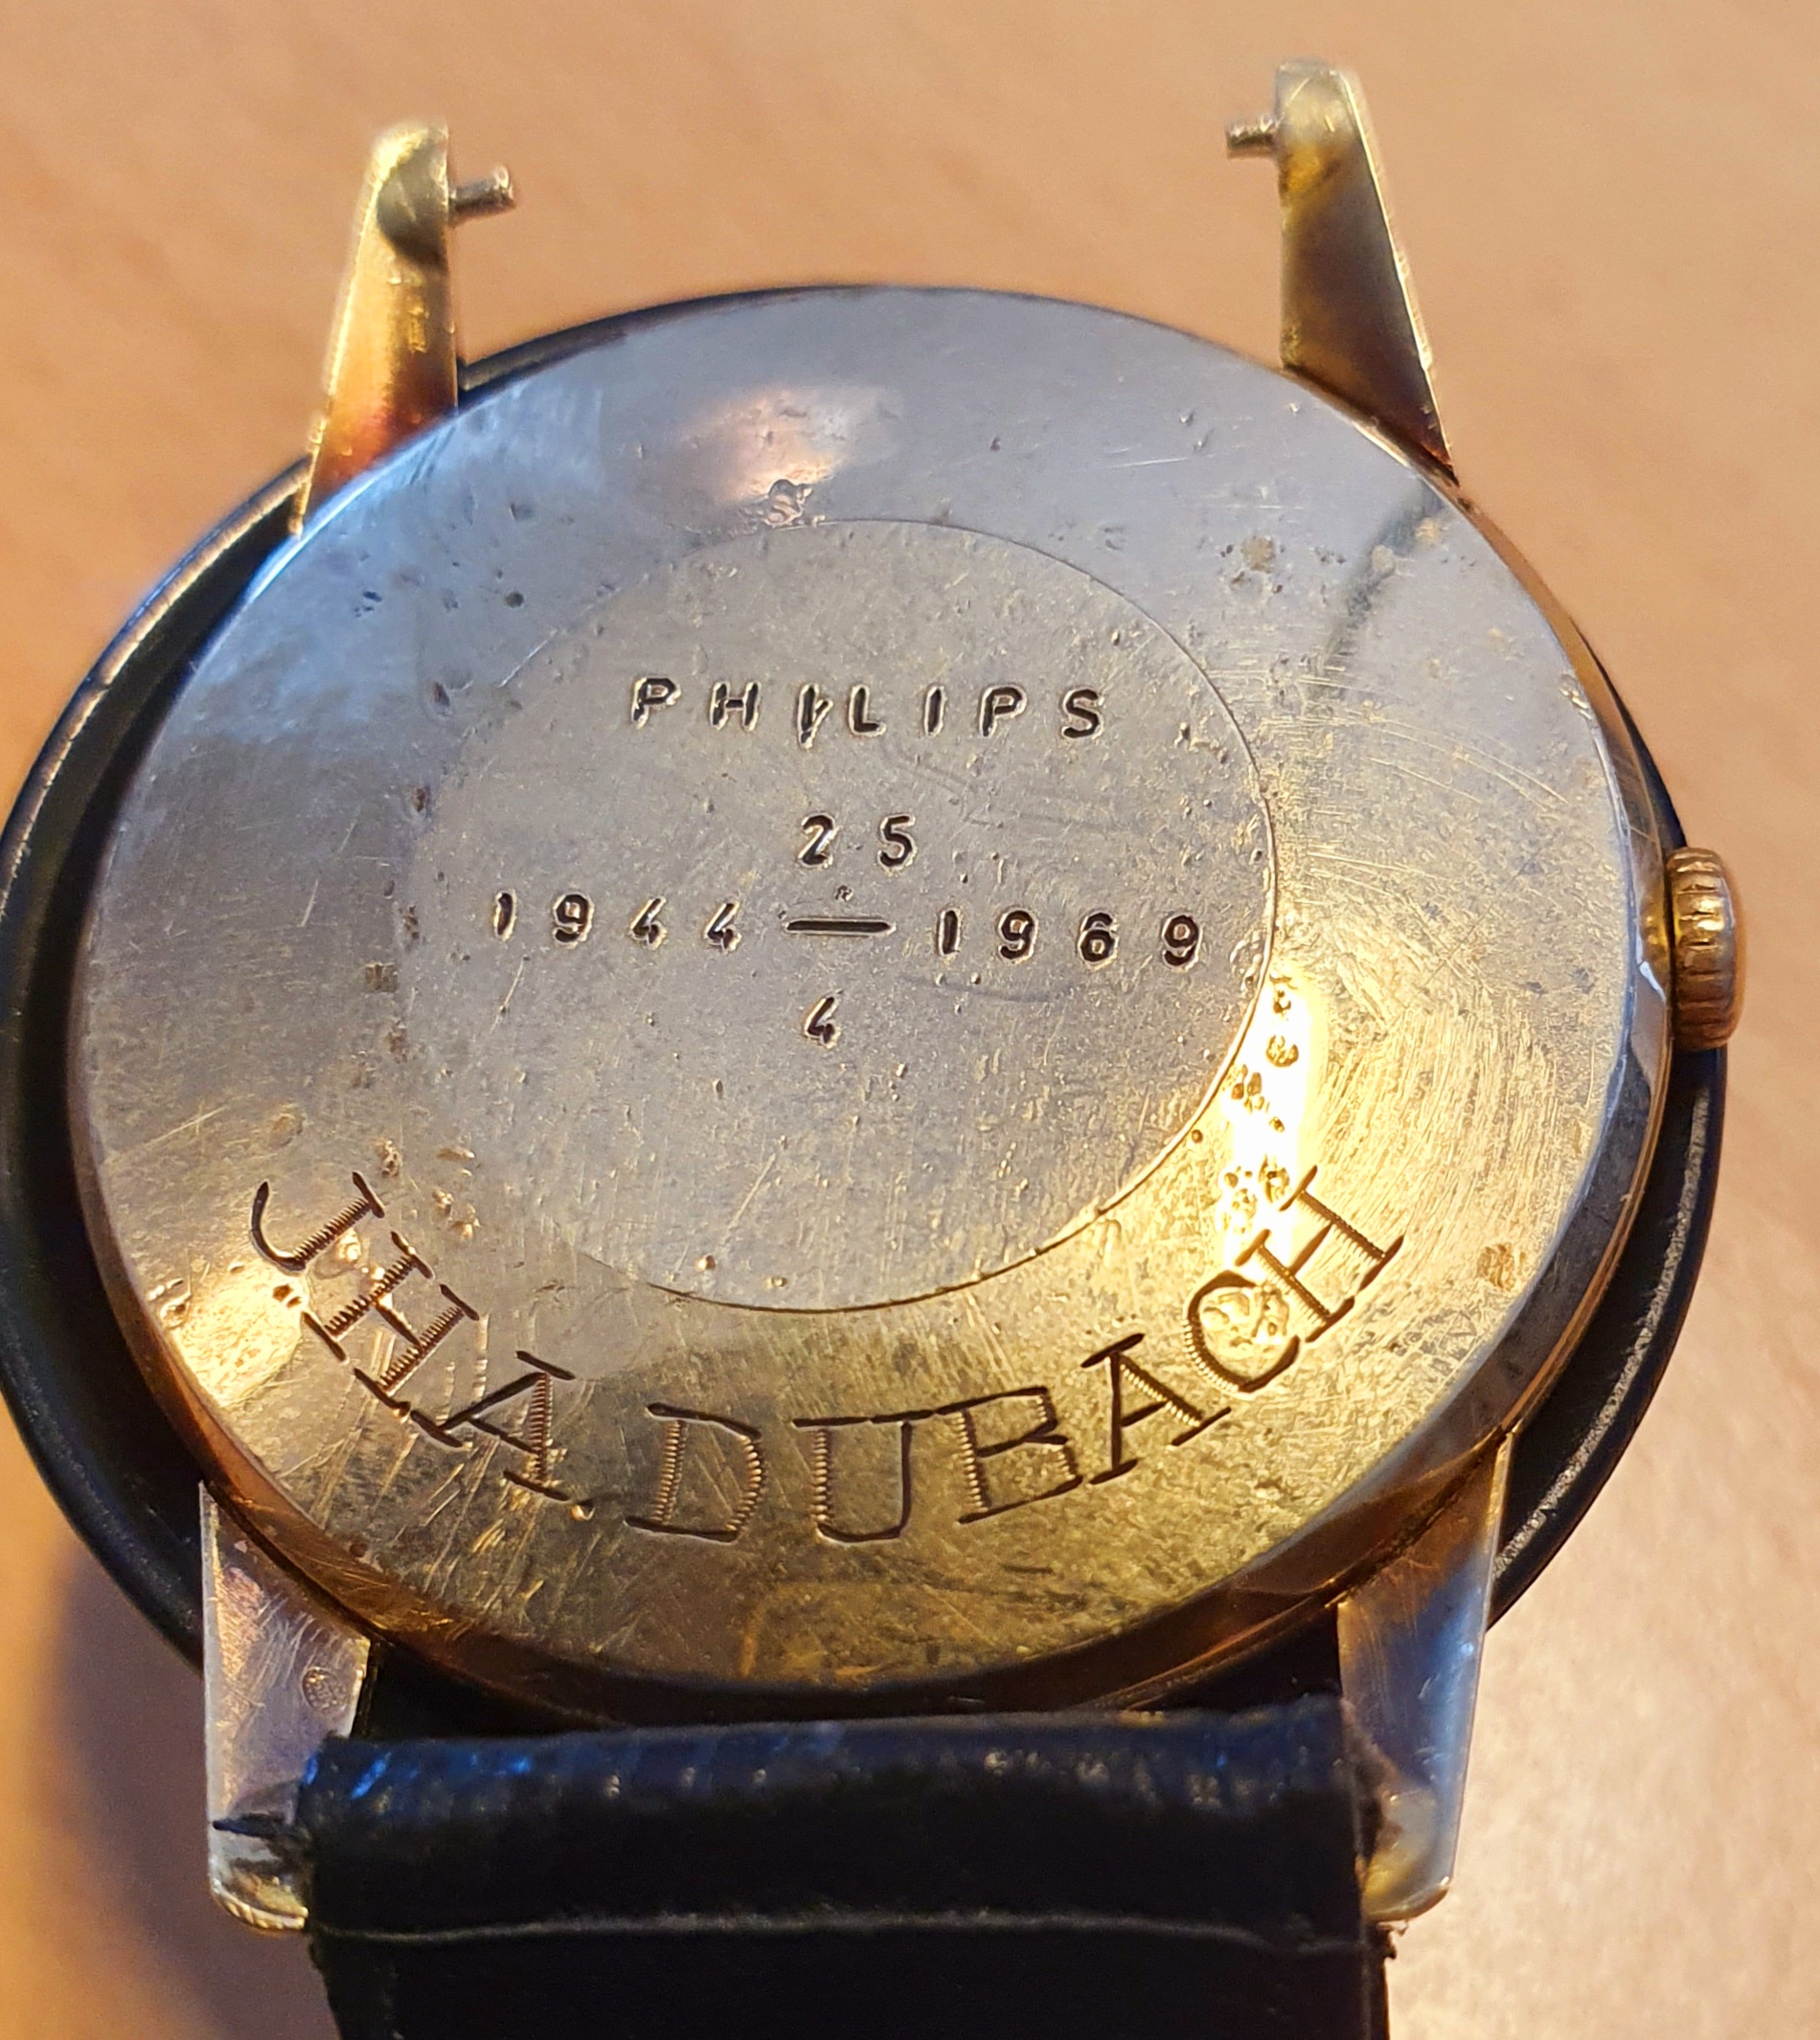 PHILIPS
25
1944 — 1969
4
J.H.A. DUBACH